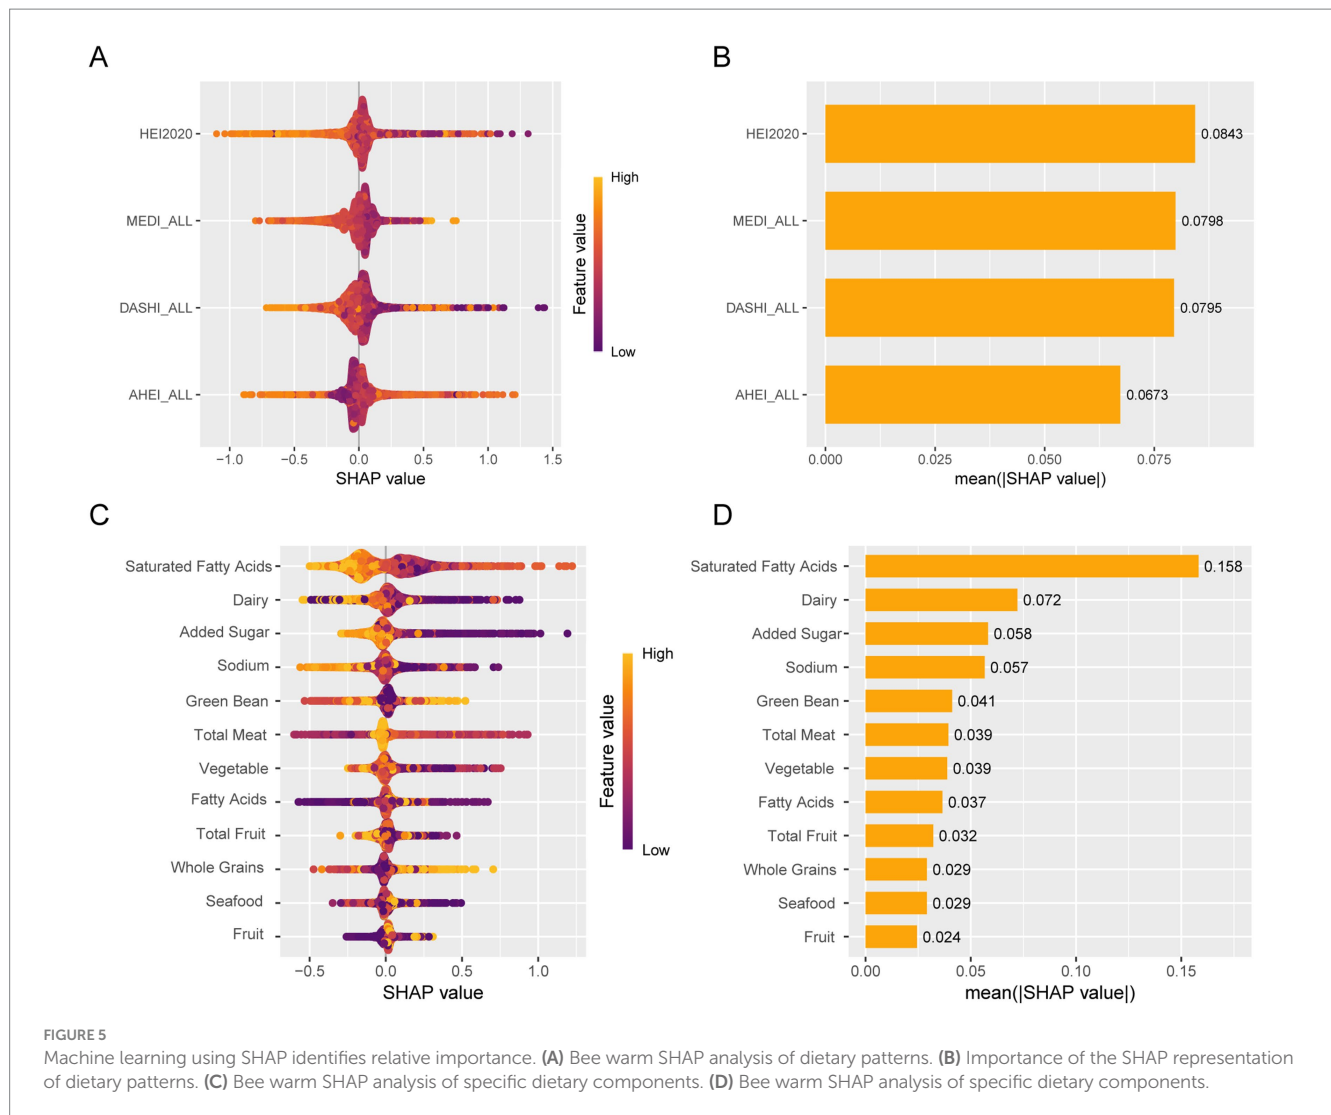 A
HEI2020
MEDI_ALL
DASHI_ALL
AHEI_ALL
−1.0 −0.5 0.0 0.5 1.0 1.5
SHAP value
High
Feature value
Low
B
HEI2020 0.0843
MEDI_ALL 0.0798
DASHI_ALL 0.0795
AHEI_ALL 0.0673
0.000 0.025 0.050 0.075
mean(|SHAP value|)
C
Saturated Fatty Acids
Dairy
Added Sugar
Sodium
Green Bean
Total Meat
Vegetable
Fatty Acids
Total Fruit
Whole Grains
Seafood
Fruit
−0.5 0.0 0.5 1.0
SHAP value
High
Feature value
Low
D
Saturated Fatty Acids 0.158
Dairy 0.072
Added Sugar 0.058
Sodium 0.057
Green Bean 0.041
Total Meat 0.039
Vegetable 0.039
Fatty Acids 0.037
Total Fruit 0.032
Whole Grains 0.029
Seafood 0.029
Fruit 0.024
0.00 0.05 0.10 0.15
mean(|SHAP value|)
FIGURE 5
Machine learning using SHAP identifies relative importance. (A) Bee warm SHAP analysis of dietary patterns. (B) Importance of the SHAP representation
of dietary patterns. (C) Bee warm SHAP analysis of specific dietary components. (D) Bee warm SHAP analysis of specific dietary components.